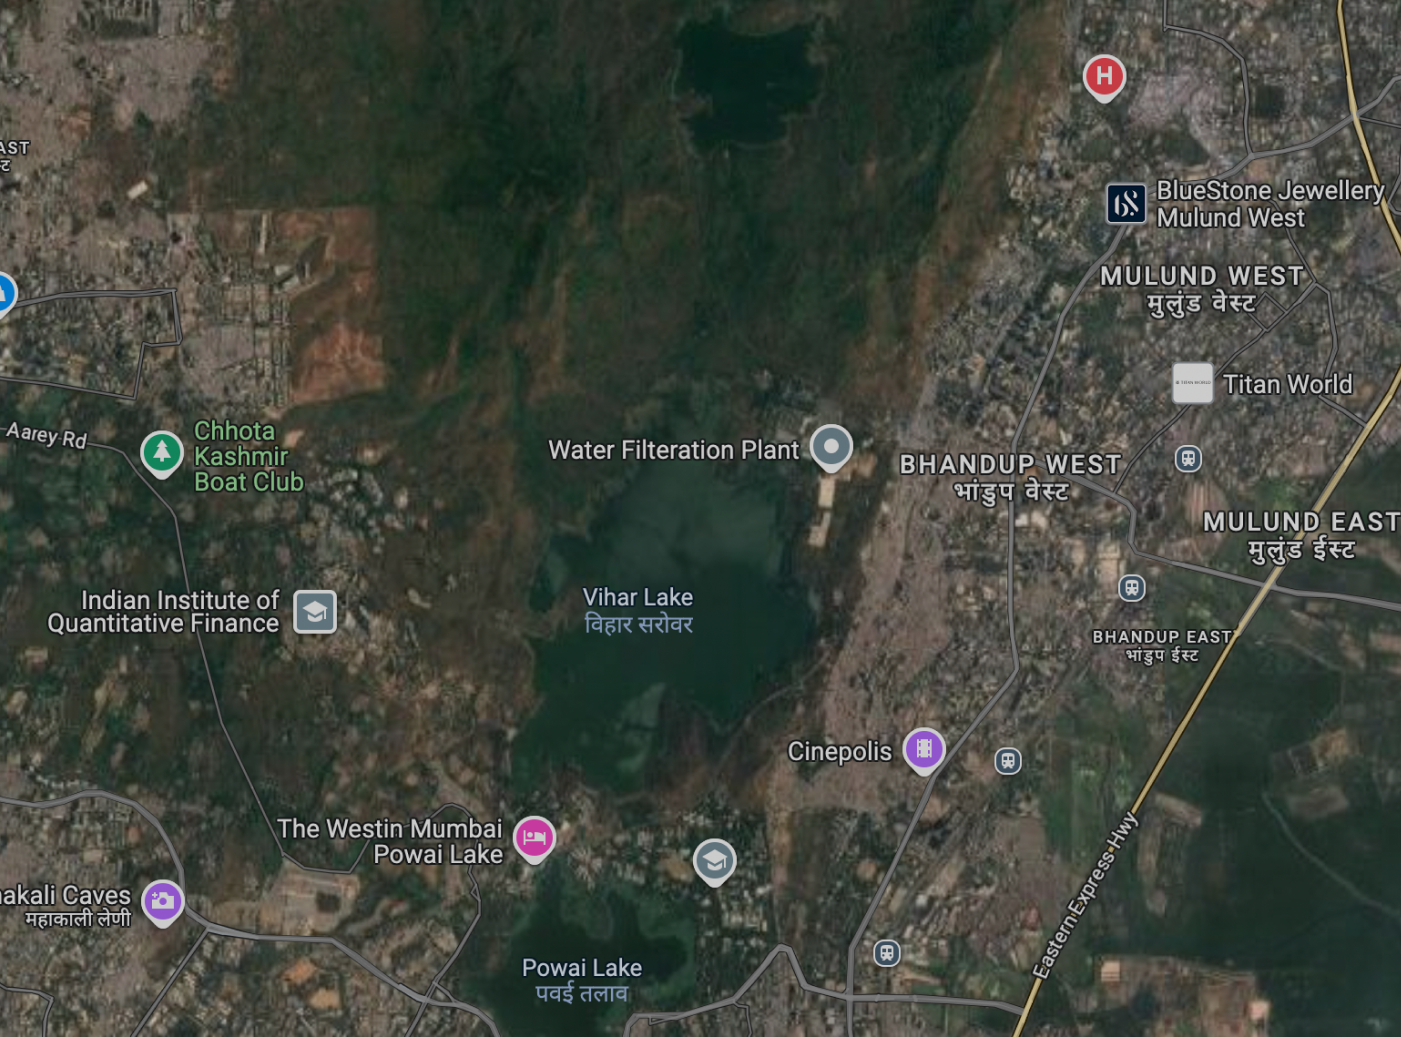 AST
ट
H
BlueStone Jewellery
Mulund West
MULUND WEST
मुलुंड वेस्ट
Titan World
Aarey Rd
Chhota
Kashmir
Boat Club
Water Filteration Plant
BHANDUP WEST
भांडुप वेस्ट
MULUND EAST
मुलुंड ईस्ट
Indian Institute of
Quantitative Finance
Vihar Lake
विहार सरोवर
BHANDUP EAST
भांडुप ईस्ट
Cinepolis
The Westin Mumbai
Powai Lake
Eastern Express Hwy
nakali Caves
महाकाली लेणी
Powai Lake
पवई तलाव